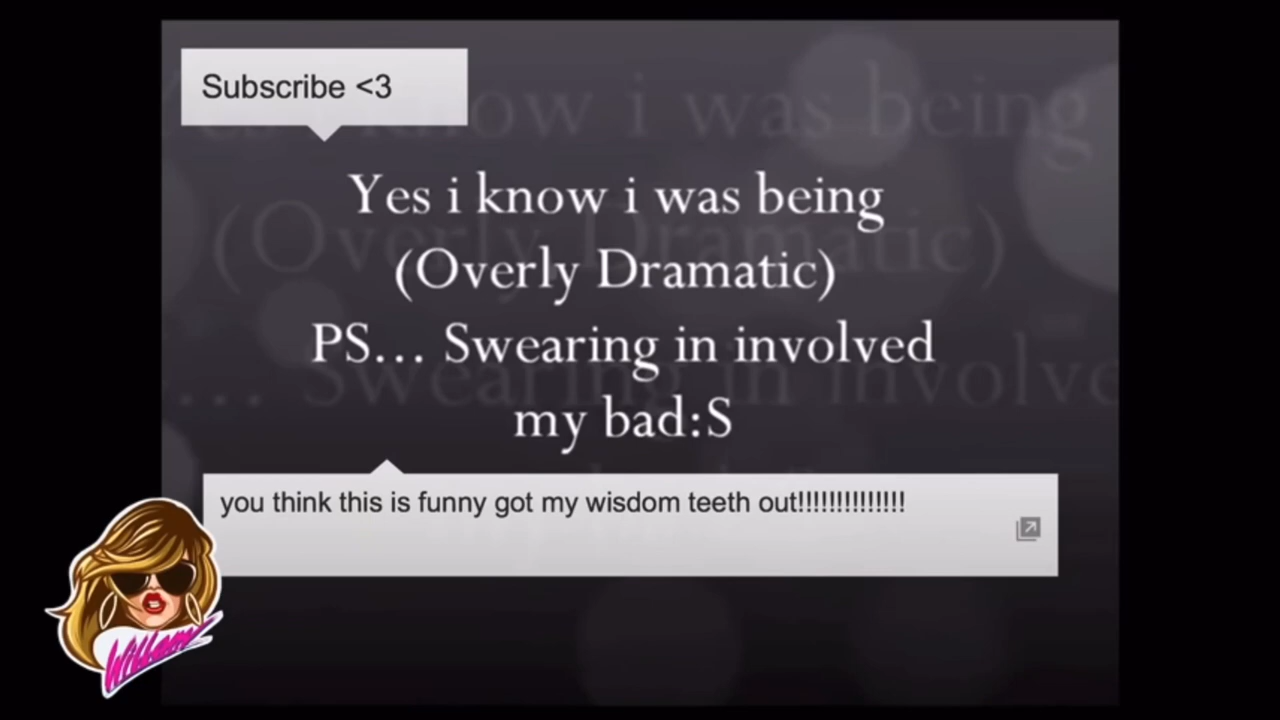 Subscribe <3
Yes i know i was being
(Overly Dramatic)
PS... Swearing in involved
my bad:S
you think this is funny got my wisdom teeth out!!!!!!!!!!!!!!
Willam